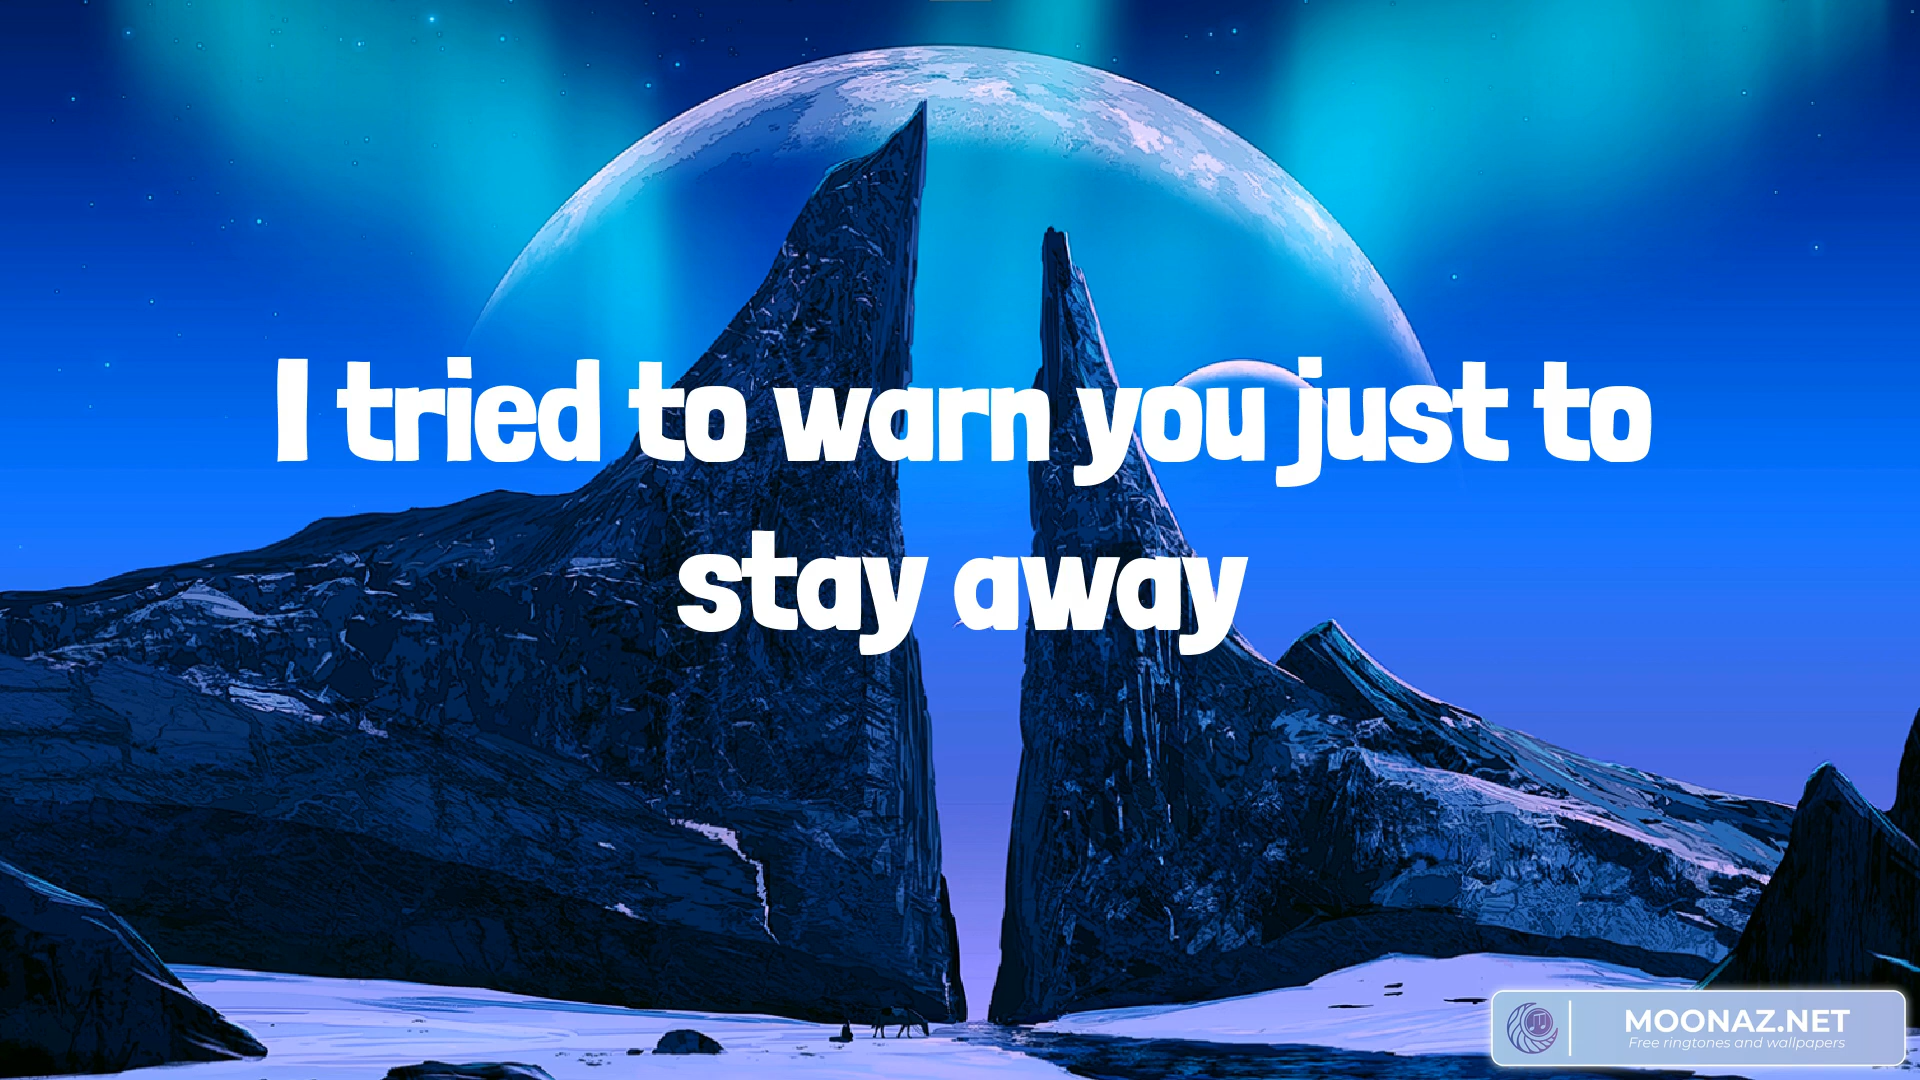 I tried to warn you just to
stay away
MOONAZ.NET
Free ringtones and wallpapers